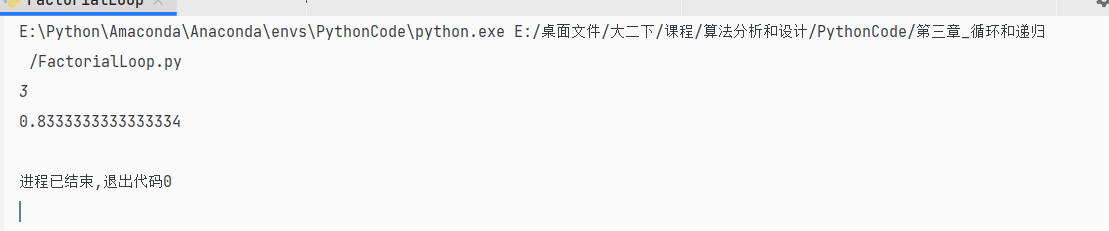 FactorialLoop
E:\Python\Amaconda\Anaconda\envs\PythonCode\python.exe E:/桌面文件/大二下/课程/算法分析和设计/PythonCode/第三章_循环和递归
/FactorialLoop.py
3
0.8333333333333334
进程已结束,退出代码0